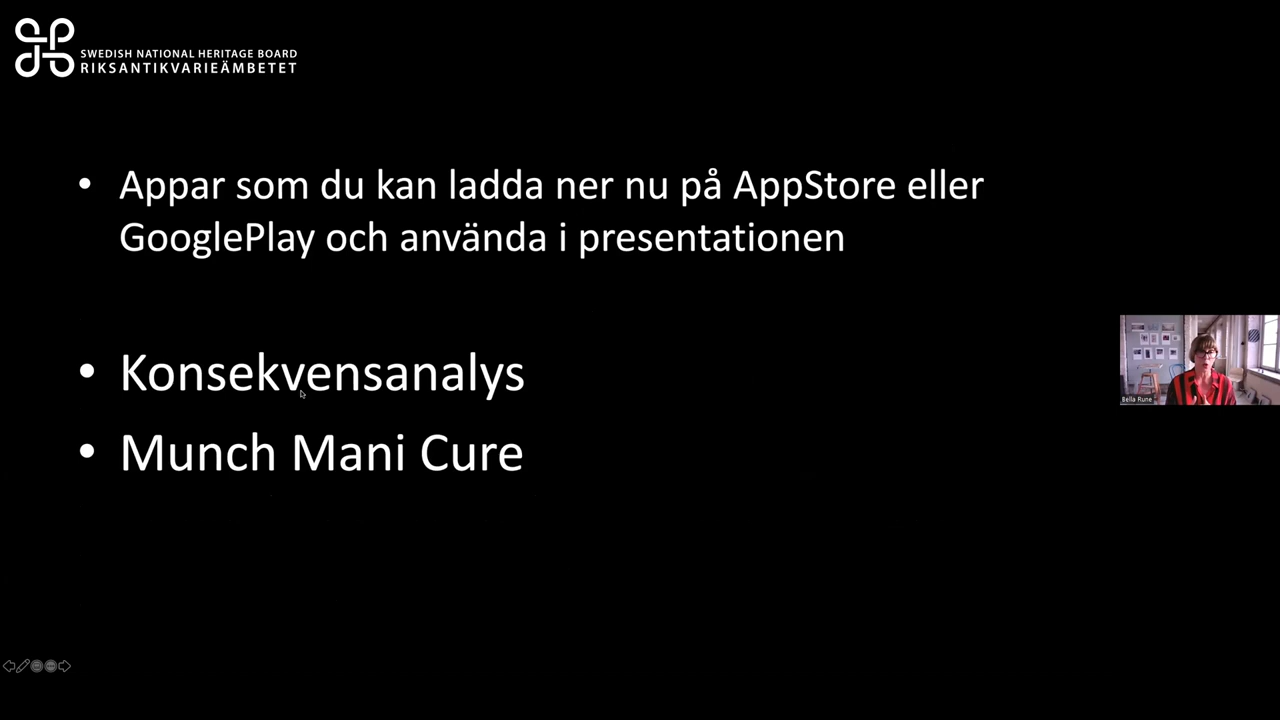 SWEDISH NATIONAL HERITAGE BOARD
RIKSANTIKVARIEÄMBETET
• Appar som du kan ladda ner nu på AppStore eller
GooglePlay och använda i presentationen
• Konsekvensanalys
• Munch Mani Cure
Bella Rune